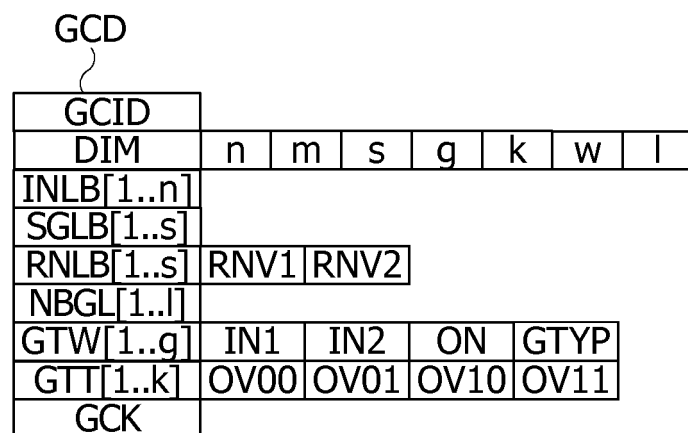 GCD
GCID
DIM n m s g k w l
INLB[1..n]
SGLB[1..s]
RNLB[1..s] RNV1 RNV2
NBGL[1..l]
GTW[1..g] IN1 IN2 ON GTYP
GTT[1..k] OV00 OV01 OV10 OV11
GCK